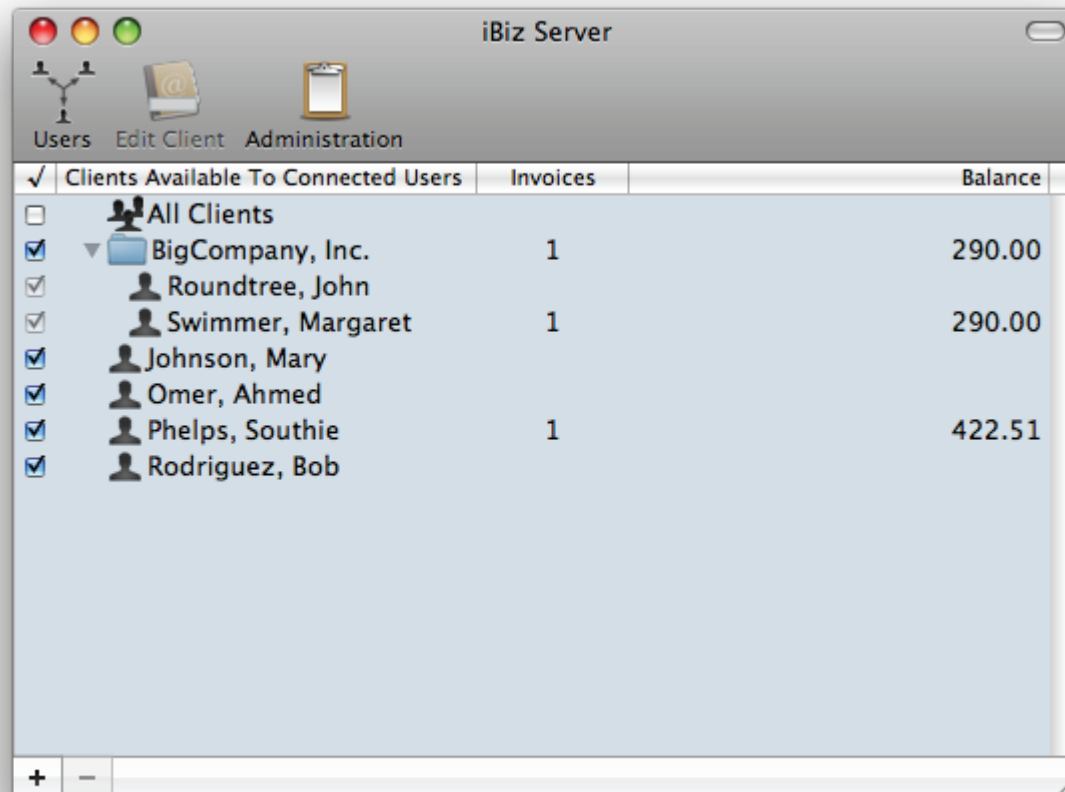 iBiz Server
Users Edit Client Administration
√ Clients Available To Connected Users Invoices Balance
All Clients
BigCompany, Inc. 1 290.00
Roundtree, John
Swimmer, Margaret 1 290.00
Johnson, Mary
Omer, Ahmed
Phelps, Southie 1 422.51
Rodriguez, Bob
+ −